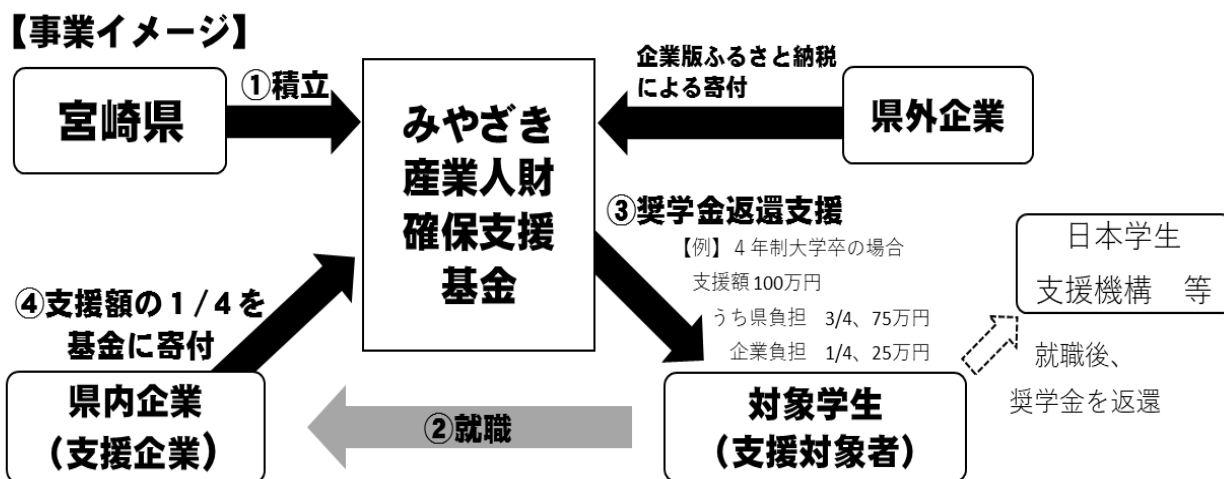 【事業イメージ】
宮崎県
①積立
みやざき
産業人財
確保支援
基金
企業版ふるさと納税
による寄付
県外企業
③奨学金返還支援
【例】４年制大学卒の場合
支援額100万円
うち県負担　3/4、75万円
企業負担　1/4、25万円
日本学生
支援機構　等
就職後、
奨学金を返還
④支援額の１/４を
基金に寄付
県内企業
（支援企業）
②就職
対象学生
（支援対象者）